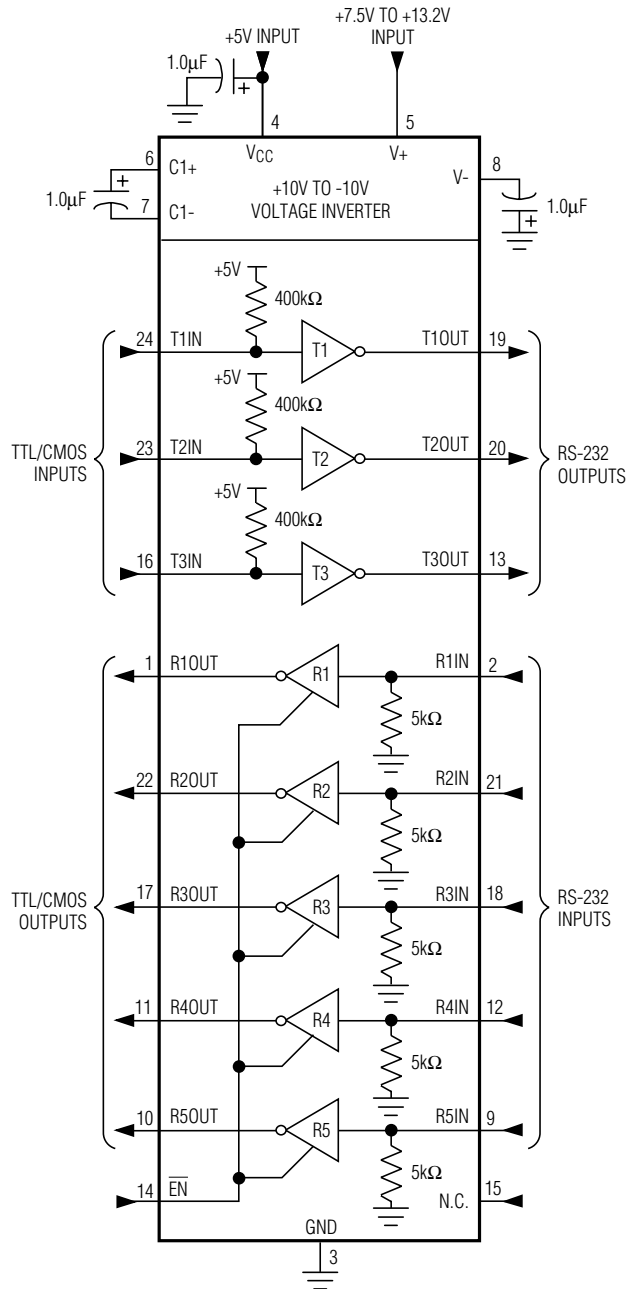 +7.5V TO +13.2V
INPUT
+5V INPUT
1.0μF
+
4
5
VCC
V+
6
C1+
+
1.0μF
7
C1-
+10V TO -10V
VOLTAGE INVERTER
V-
8
1.0μF
+
+5V
400kΩ
24
T1IN
T1
T1OUT
19
+5V
400kΩ
TTL/CMOS
INPUTS
23
T2IN
T2
T2OUT
20
RS-232
OUTPUTS
+5V
400kΩ
16
T3IN
T3
T3OUT
13
1
R1OUT
R1
R1IN
2
5kΩ
22
R2OUT
R2
R2IN
21
5kΩ
TTL/CMOS
OUTPUTS
17
R3OUT
R3
R3IN
18
RS-232
INPUTS
5kΩ
11
R4OUT
R4
R4IN
12
5kΩ
10
R5OUT
R5
R5IN
9
5kΩ
14
EN
N.C.
15
GND
3